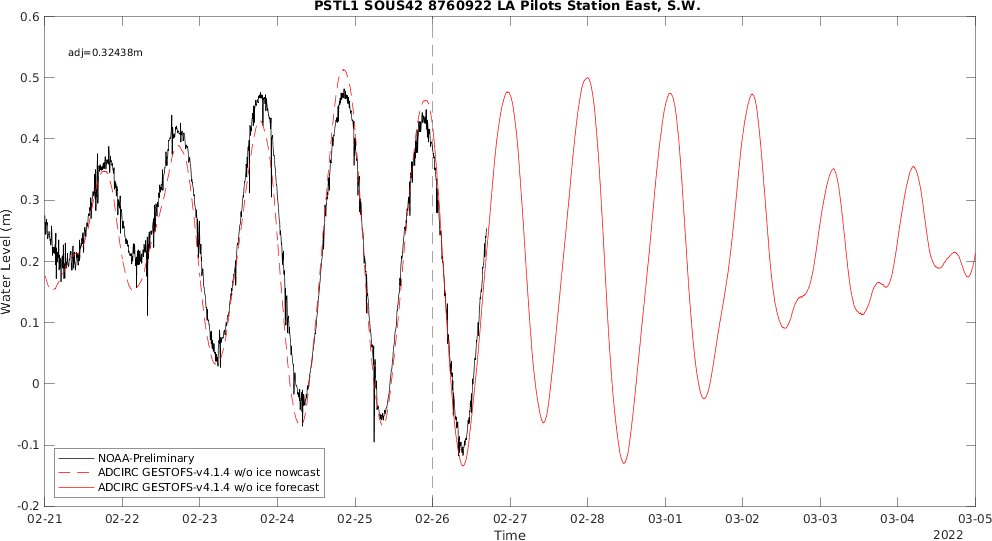 PSTL1 SOUS42 8760922 LA Pilots Station East, S.W.
adj=0.32438m
0.6
0.5
0.4
0.3
0.2
0.1
0
-0.1
-0.2
Water Level (m)
NOAA-Preliminary
ADCIRC GESTOFS-v4.1.4 w/o ice nowcast
ADCIRC GESTOFS-v4.1.4 w/o ice forecast
02-21 02-22 02-23 02-24 02-25 02-26 02-27 02-28 03-01 03-02 03-03 03-04 03-05
Time
2022